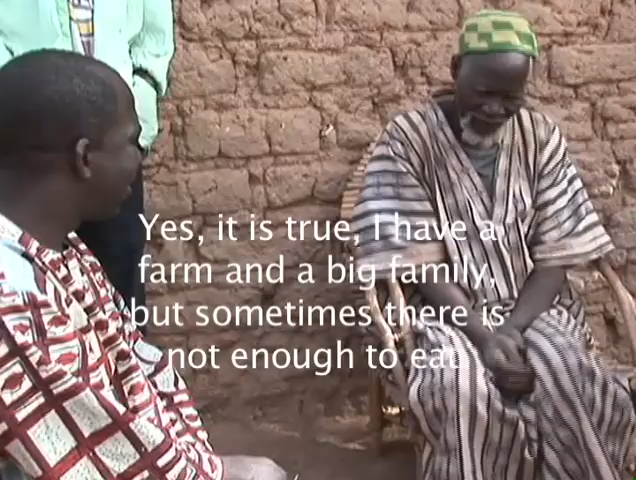 Yes, it is true, I have a
farm and a big family,
but sometimes there is
not enough to eat.